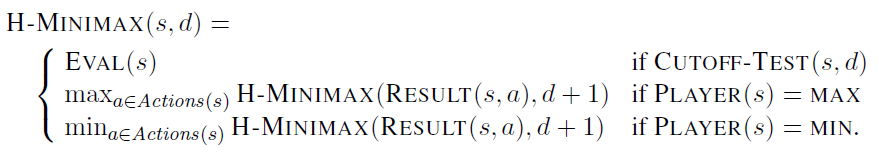 H-MINIMAX(s, d) =
EVAL(s) if CUTOFF-TEST(s, d)
max_{a∈Actions(s)} H-MINIMAX(RESULT(s, a), d + 1) if PLAYER(s) = MAX
min_{a∈Actions(s)} H-MINIMAX(RESULT(s, a), d + 1) if PLAYER(s) = MIN.